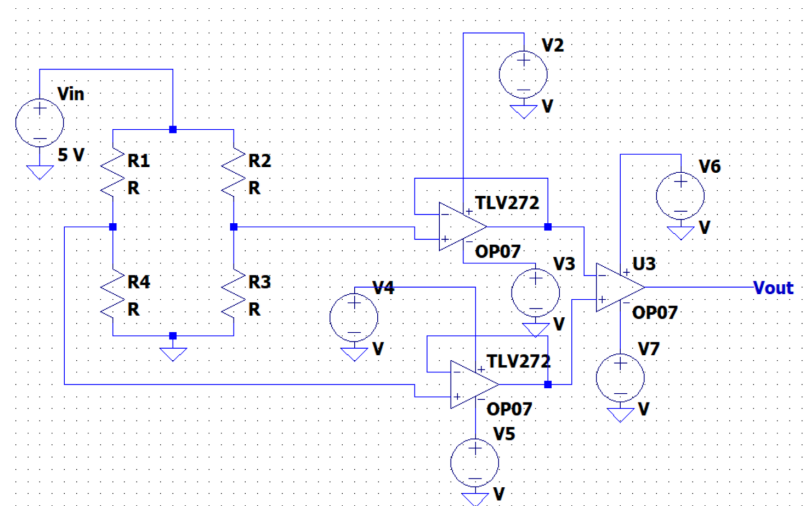 V2
V
Vin
5 V
R1
R
R2
R
V6
V
TLV272
OP07
R4
R
R3
R
V3
V
U3
OP07
Vout
V4
V
TLV272
OP07
V7
V
V5
V